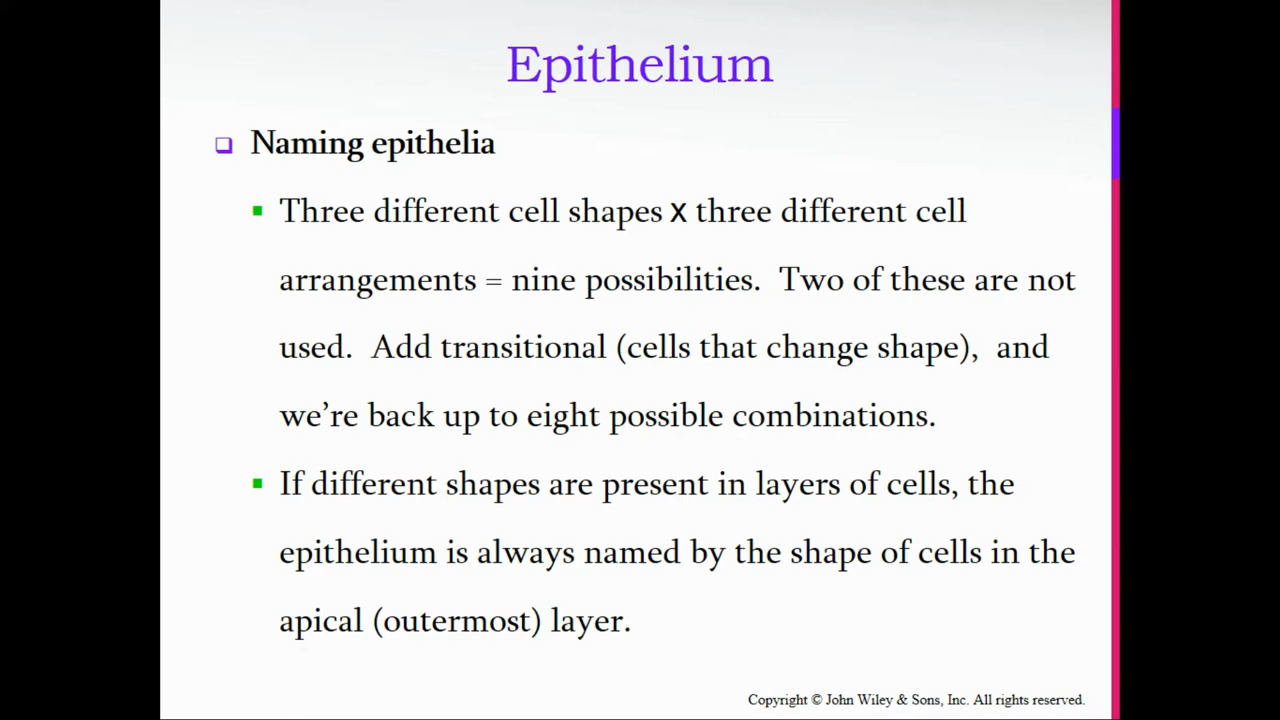 Epithelium
Naming epithelia
Three different cell shapes x three different cell
arrangements = nine possibilities.  Two of these are not
used.  Add transitional (cells that change shape),  and
we’re back up to eight possible combinations.
If different shapes are present in layers of cells, the
epithelium is always named by the shape of cells in the
apical (outermost) layer.
Copyright © John Wiley & Sons, Inc. All rights reserved.